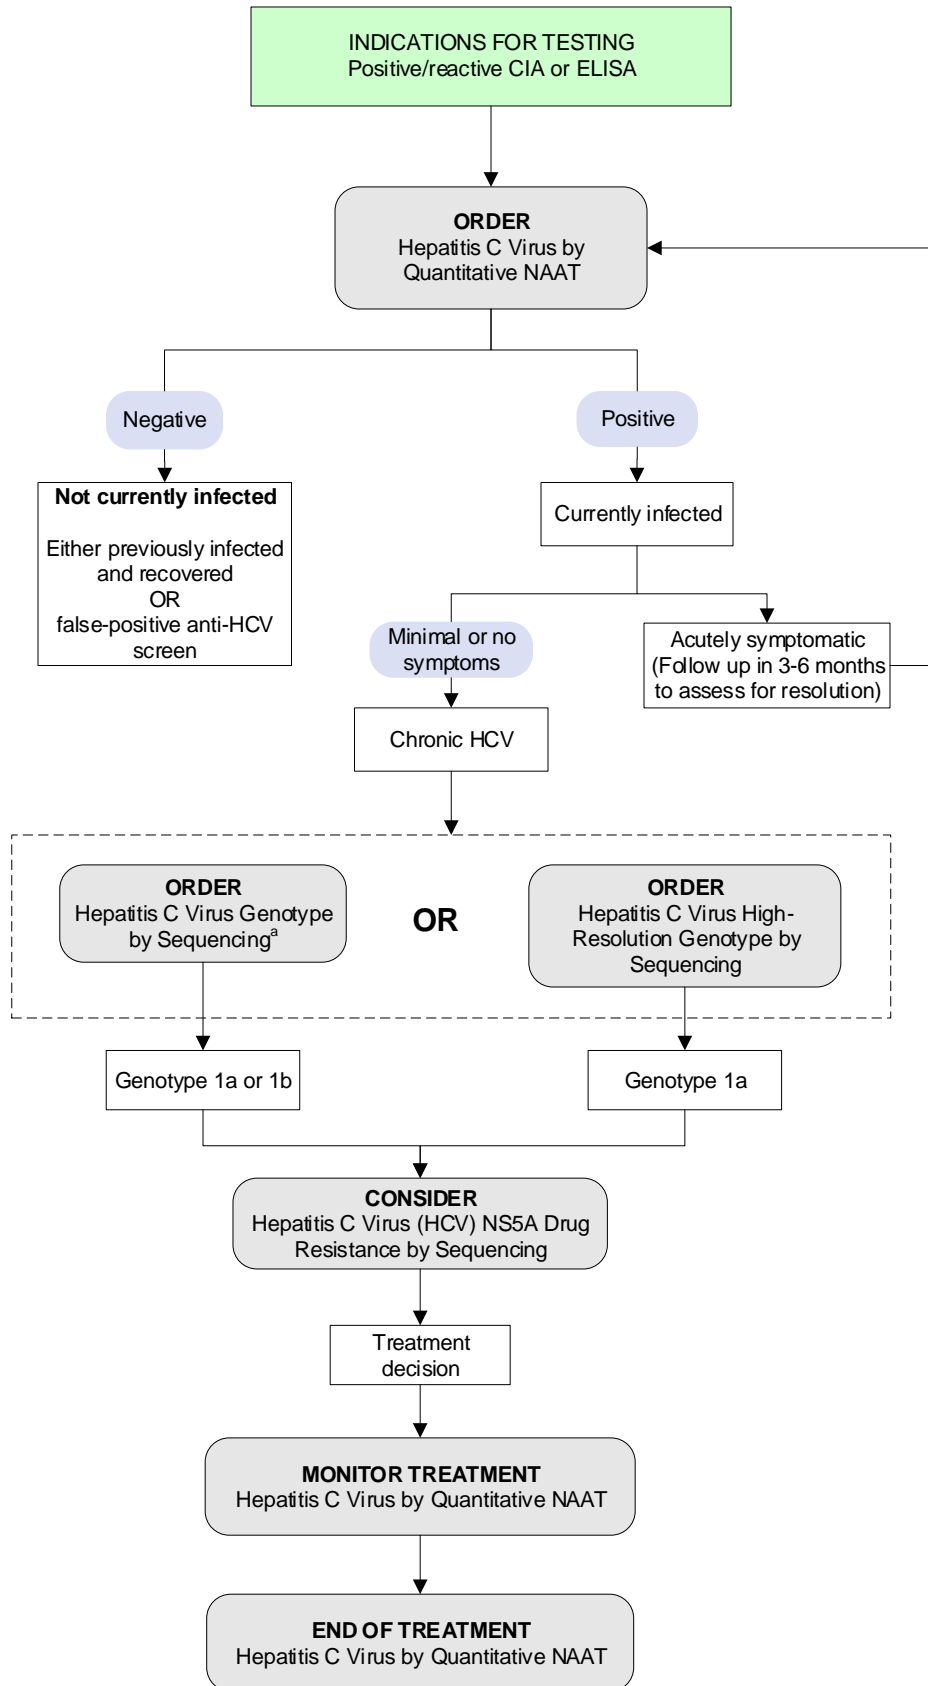 INDICATIONS FOR TESTING
Positive/reactive CIA or ELISA
ORDER
Hepatitis C Virus by
Quantitative NAAT
Negative
Positive
Not currently infected
Either previously infected
and recovered
OR
false-positive anti-HCV
screen
Currently infected
Minimal or no
symptoms
Acutely symptomatic
(Follow up in 3-6 months
to assess for resolution)
Chronic HCV
ORDER
Hepatitis C Virus Genotype
by Sequencingª
OR
ORDER
Hepatitis C Virus High-
Resolution Genotype by
Sequencing
Genotype 1a or 1b
Genotype 1a
CONSIDER
Hepatitis C Virus (HCV) NS5A Drug
Resistance by Sequencing
Treatment
decision
MONITOR TREATMENT
Hepatitis C Virus by Quantitative NAAT
END OF TREATMENT
Hepatitis C Virus by Quantitative NAAT